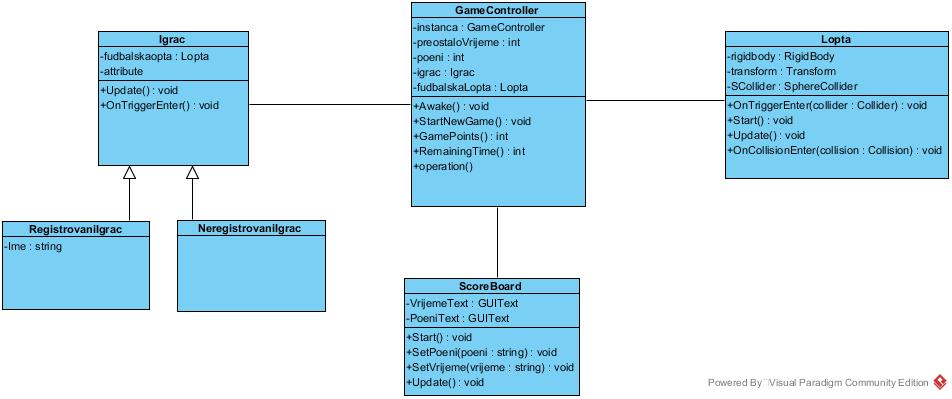 Igrac
-fudbalskaopta : Lopta
-attribute
+Update() : void
+OnTriggerEnter() : void
GameController
-instanca : GameController
-preostaloVrijeme : int
-poeni : int
-igrac : Igrac
-fudbalskaLopta : Lopta
+Awake() : void
+StartNewGame() : void
+GamePoints() : int
+RemainingTime() : int
+operation()
Lopta
-rigidbody : RigidBody
-transform : Transform
-SCollider : SphereCollider
+OnTriggerEnter(collider : Collider) : void
+Start() : void
+Update() : void
+OnCollisionEnter(collision : Collision) : void
RegistrovaniIgrac
-Ime : string
NeregistrovaniIgrac
ScoreBoard
-VrijemeText : GUIText
-PoeniText : GUIText
+Start() : void
+SetPoeni(poeni : string) : void
+SetVrijeme(vrijeme : string) : void
+Update() : void
Powered By Visual Paradigm Community Edition